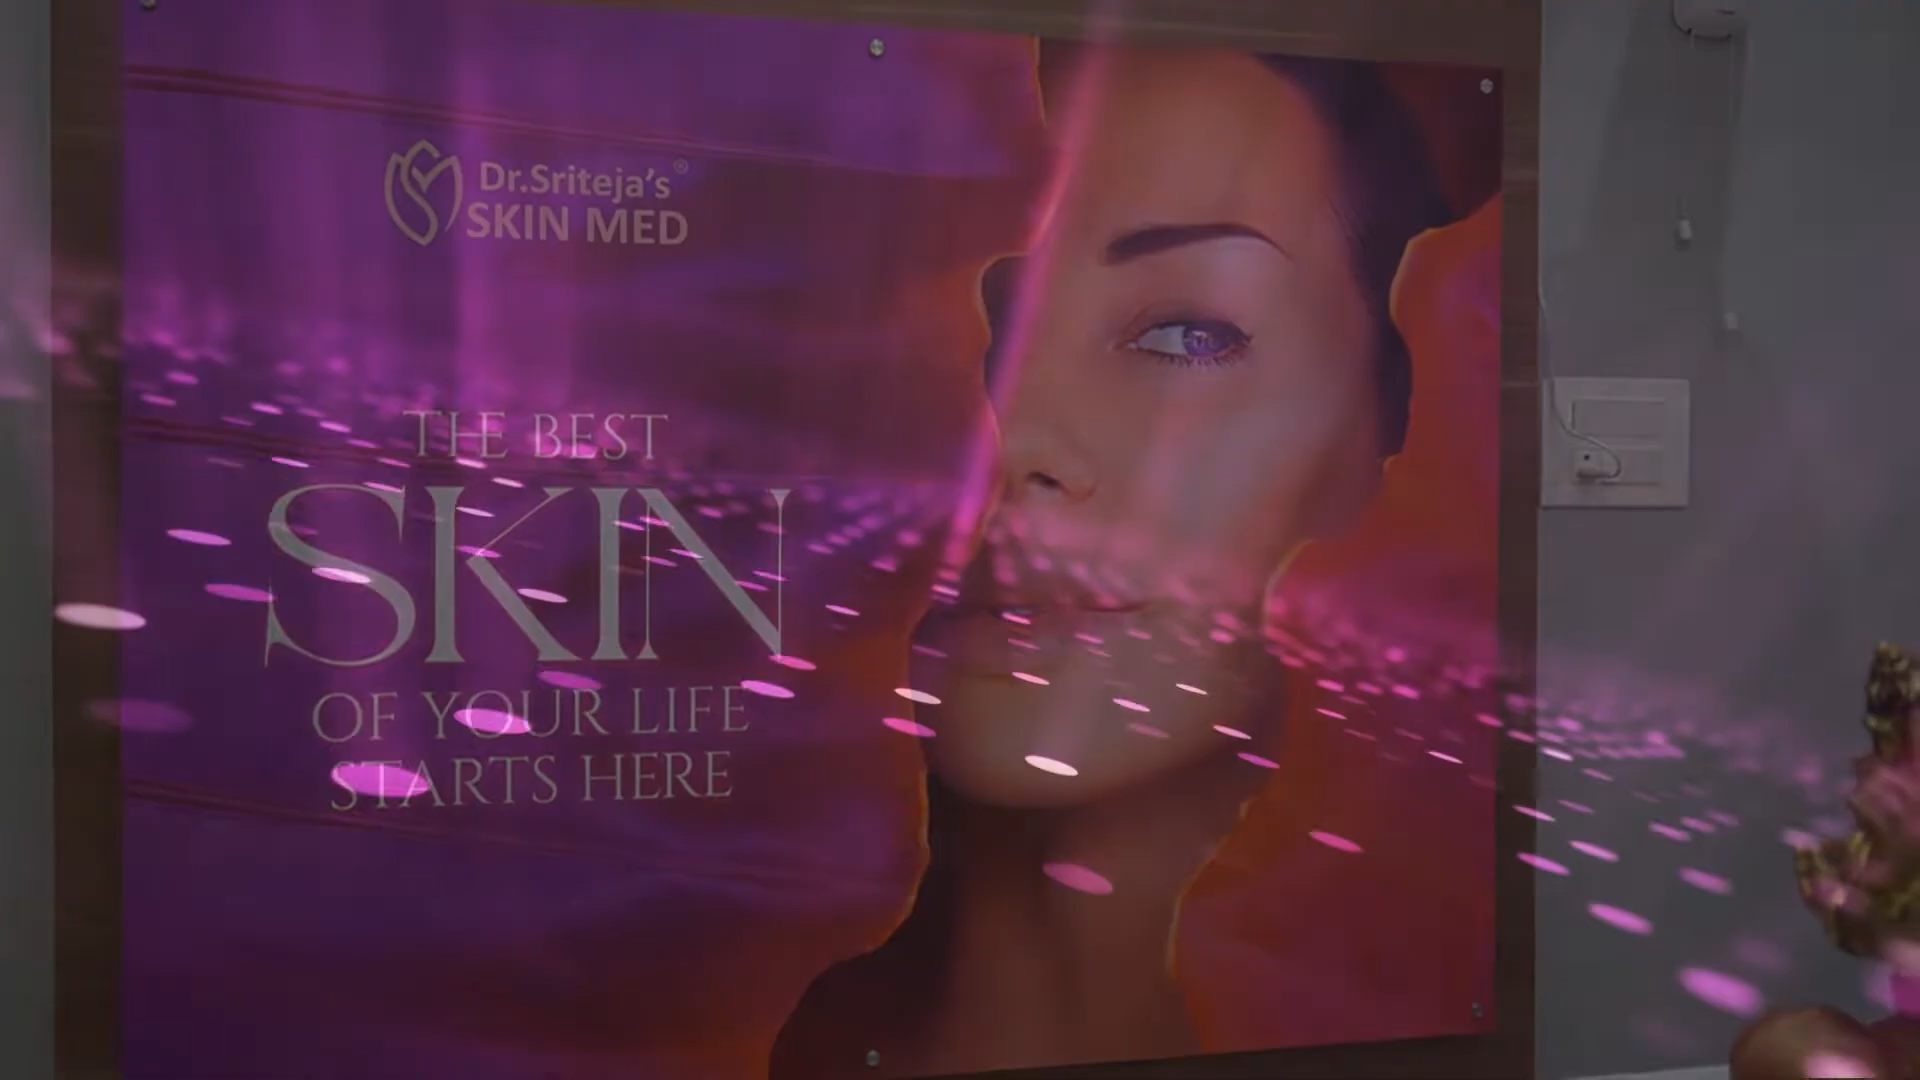 Dr.Sriteja's®
SKIN MED
THE BEST
SKIN
OF YOUR LIFE
STARTS HERE